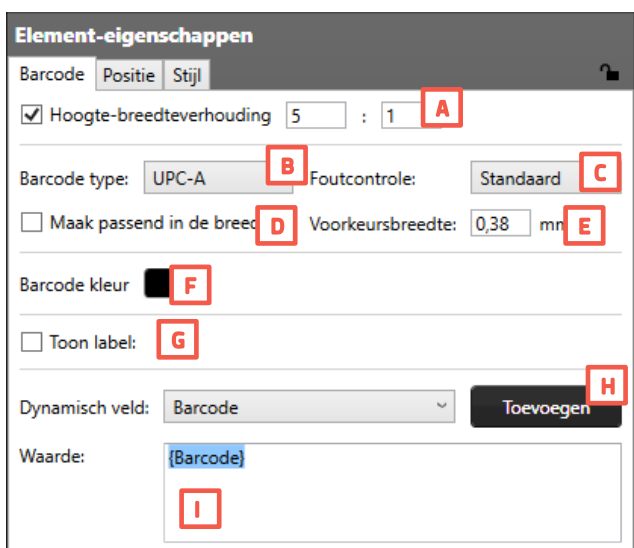 Element-eigenschappen
Barcode Positie Stijl
Hoogte-breedteverhouding 5 : 1 A
Barcode type: UPC-A B Foutcontrole: Standaard C
Maak passend in de breed D Voorkeursbreedte: 0,38 mm E
Barcode kleur F
Toon label: G
H
Dynamisch veld: Barcode Toevoegen
Waarde: {Barcode}
I